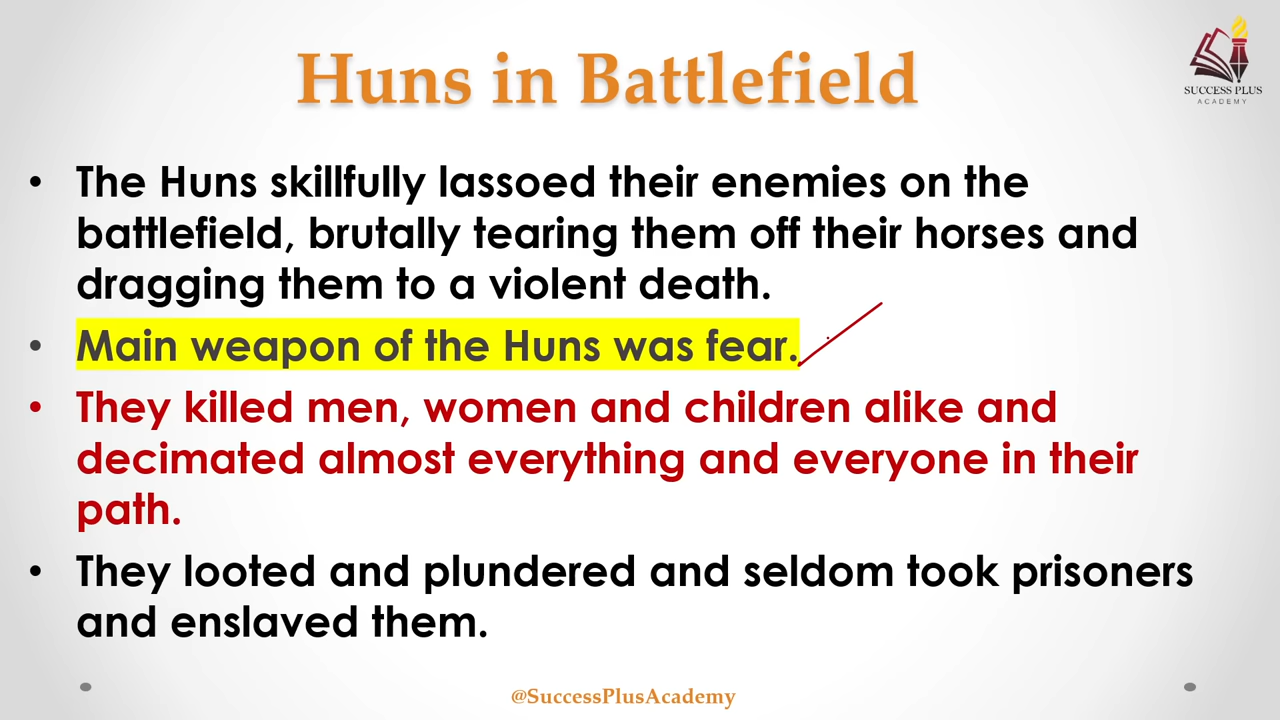 Huns in Battlefield
SUCCESS PLUS
ACADEMY
• The Huns skillfully lassoed their enemies on the
battlefield, brutally tearing them off their horses and
dragging them to a violent death.
• Main weapon of the Huns was fear.
• They killed men, women and children alike and
decimated almost everything and everyone in their
path.
• They looted and plundered and seldom took prisoners
and enslaved them.
@SuccessPlusAcademy